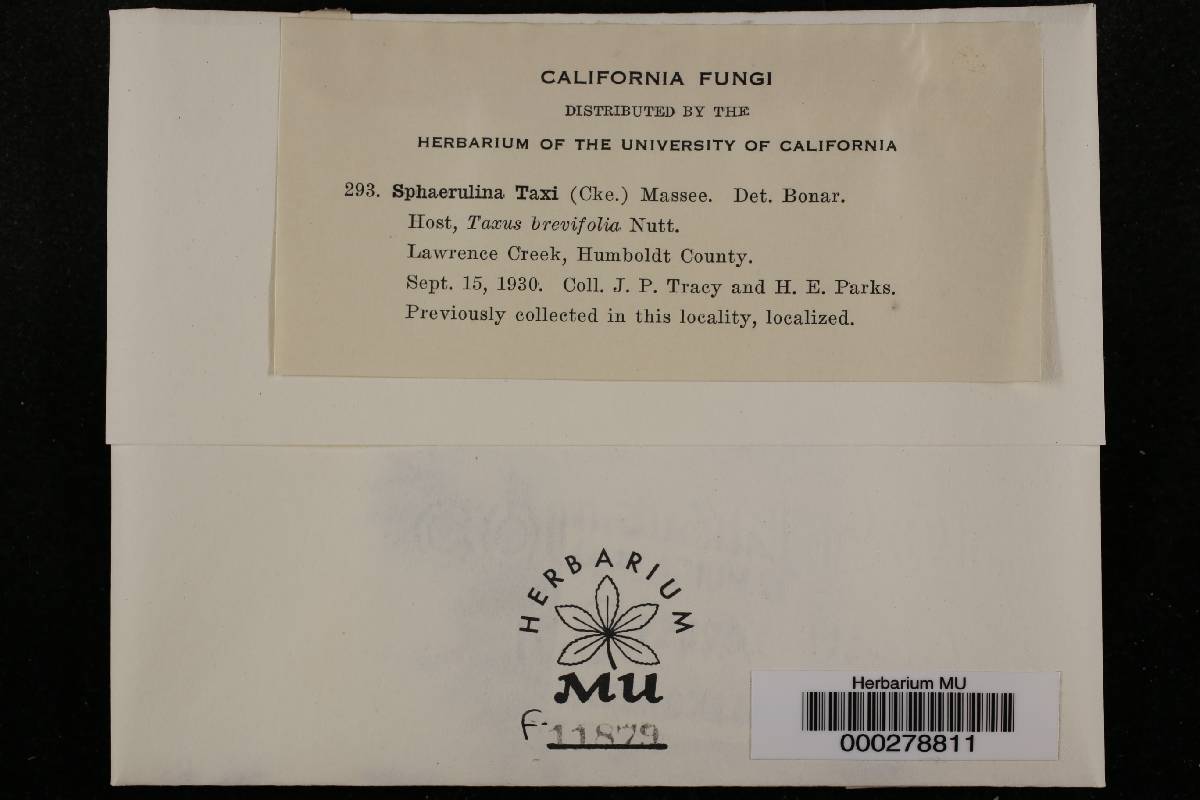 CALIFORNIA FUNGI
DISTRIBUTED BY THE
HERBARIUM OF THE UNIVERSITY OF CALIFORNIA
293. Sphaerulina Taxi (Cke.) Massee. Det. Bonar.
Host, Taxus brevifolia Nutt.
Lawrence Creek, Humboldt County.
Sept. 15, 1930. Coll. J. P. Tracy and H. E. Parks.
Previously collected in this locality, localized.
HERBARIUM
MU
F-11879
Herbarium MU
000278811